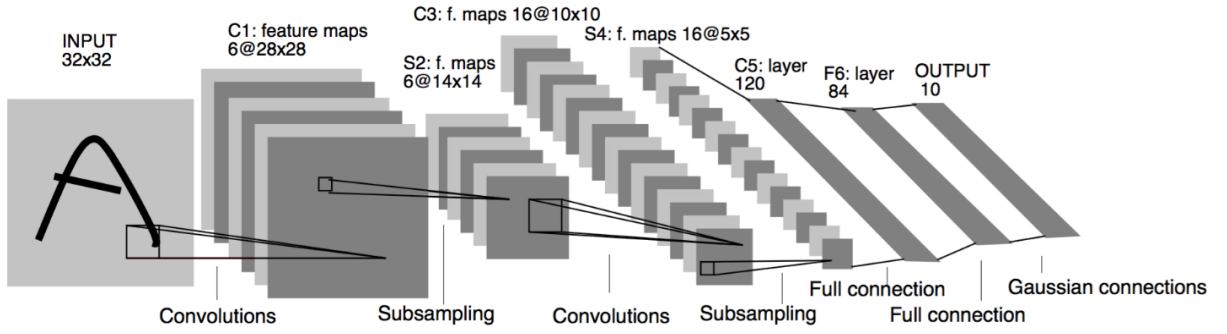 INPUT
32x32
C1: feature maps
6@28x28
S2: f. maps
6@14x14
C3: f. maps 16@10x10
S4: f. maps 16@5x5
C5: layer
120
F6: layer
84
OUTPUT
10
A
Convolutions
Subsampling
Convolutions
Subsampling
Full connection
Full connection
Gaussian connections